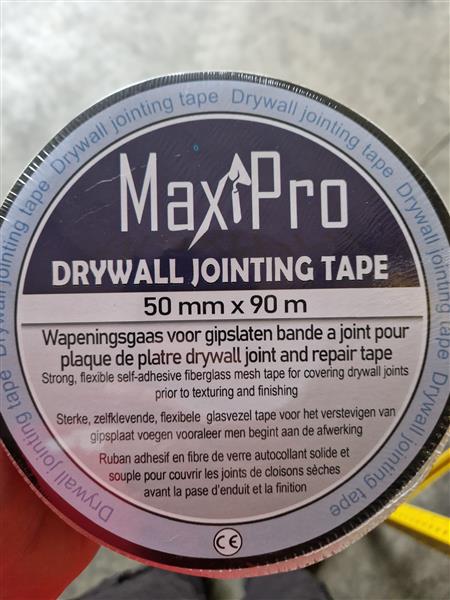 Drywall jointing tape Drywall jointing tape Drywall jointing tape Drywall jointing tape
MaxiPro
DRYWALL JOINTING TAPE
50 mm x 90 m
Wapeningsgaas voor gipslaten bande a joint pour
plaque de platre drywall joint and repair tape
Strong, flexible self-adhesive fiberglass mesh tape for covering drywall joints
prior to texturing and finishing
Sterke, zelfklevende, flexibele glasvezel tape voor het verstevigen van
gipsplaat voegen vooraleer men begint aan de afwerking
Ruban adhesif en fibre de verre autocollant solide et
souple pour couvrir les joints de cloisons sèches
avant la pase d'enduit et la finition
CE